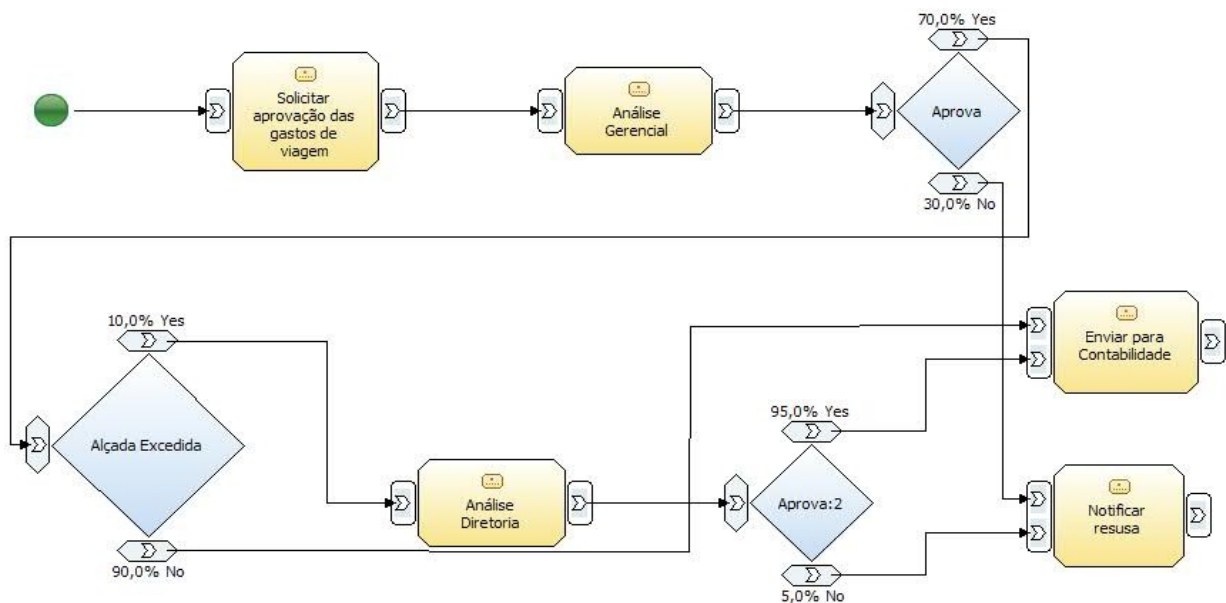 70,0% Yes
Solicitar
aprovação das
gastos de
viagem
Análise
Gerencial
Aprova
30,0% No
10,0% Yes
Enviar para
Contabilidade
95,0% Yes
Alçada Excedida
Análise
Diretoria
Aprova:2
Notificar
resusa
90,0% No
5,0% No